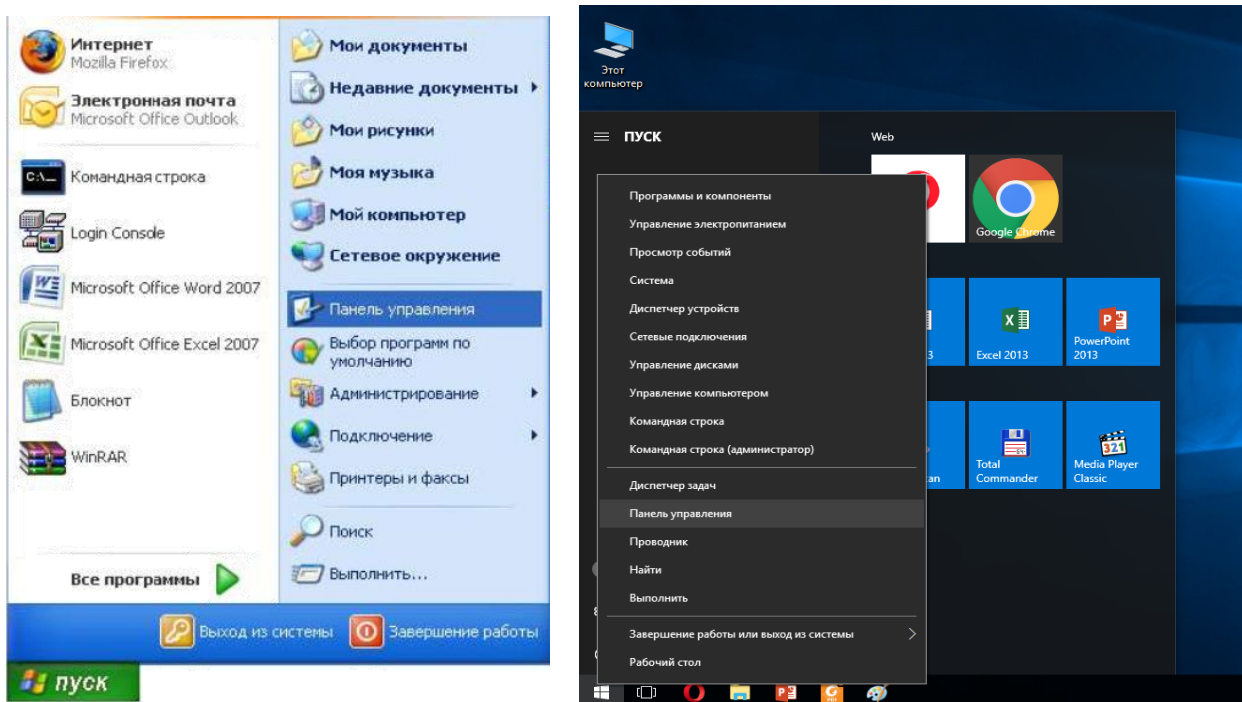 Интернет
Mozilla Firefox
Электронная почта
Microsoft Office Outlook
C:\_
Командная строка
Login Console
Microsoft Office Word 2007
Microsoft Office Excel 2007
Блокнот
WinRAR
Все программы
Мои документы
Недавние документы
Мои рисунки
Моя музыка
Мой компьютер
Сетевое окружение
Панель управления
Выбор программ по
умолчанию
Администрирование
Подключение
Принтеры и факсы
Поиск
Выполнить...
Выход из системы
Завершение работы
пуск
Этот
компьютер
ПУСК
Web
Google Chrome
Программы и компоненты
Управление электропитанием
Просмотр событий
Система
Диспетчер устройств
Сетевые подключения
Управление дисками
Управление компьютером
Командная строка
Командная строка (администратор)
Диспетчер задач
Панель управления
Проводник
Найти
Выполнить
Завершение работы или выход из системы
Рабочий стол
3
Excel 2013
PowerPoint
2013
an
Total
Commander
321
Media Player
Classic